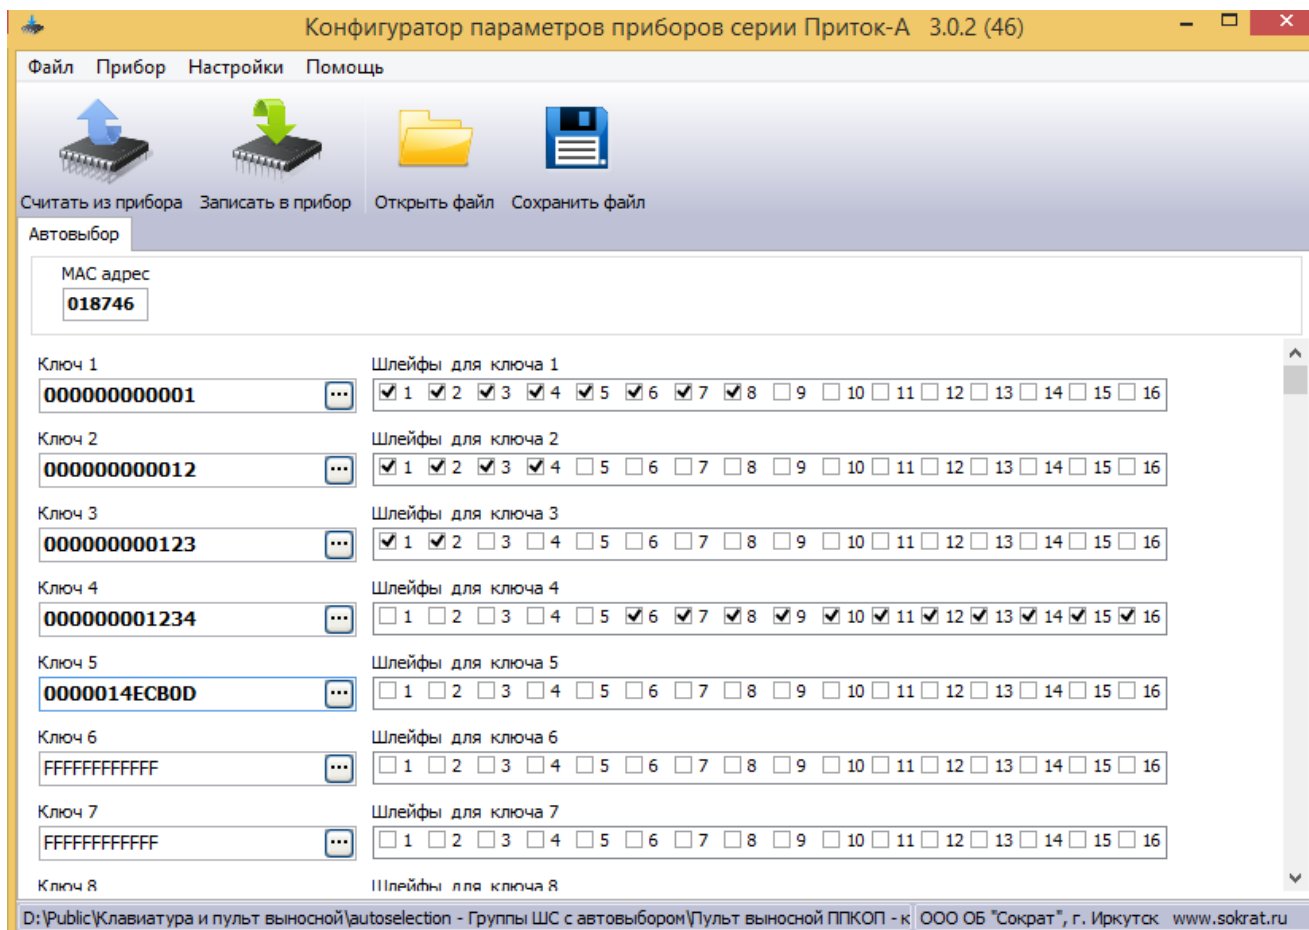 Конфигуратор параметров приборов серии Приток-А 3.0.2 (46)
Файл Прибор Настройки Помощь
Считать из прибора Записать в прибор Открыть файл Сохранить файл
Автовыбор
MAC адрес
018746
Ключ 1 Шлейфы для ключа 1
000000000001 ... 1 2 3 4 5 6 7 8 9 10 11 12 13 14 15 16
Ключ 2 Шлейфы для ключа 2
000000000012 ... 1 2 3 4 5 6 7 8 9 10 11 12 13 14 15 16
Ключ 3 Шлейфы для ключа 3
000000000123 ... 1 2 3 4 5 6 7 8 9 10 11 12 13 14 15 16
Ключ 4 Шлейфы для ключа 4
000000001234 ... 1 2 3 4 5 6 7 8 9 10 11 12 13 14 15 16
Ключ 5 Шлейфы для ключа 5
0000014ECB0D ... 1 2 3 4 5 6 7 8 9 10 11 12 13 14 15 16
Ключ 6 Шлейфы для ключа 6
FFFFFFFFFFFF ... 1 2 3 4 5 6 7 8 9 10 11 12 13 14 15 16
Ключ 7 Шлейфы для ключа 7
FFFFFFFFFFFF ... 1 2 3 4 5 6 7 8 9 10 11 12 13 14 15 16
Ключ 8 Шлейфы для ключа 8
D:\Public\Клавиатура и пульт выносной\autoselection - Группы ШС с автовыбором\Пульт выносной ППКОП - к ООО ОБ "Сократ", г. Иркутск www.sokrat.ru